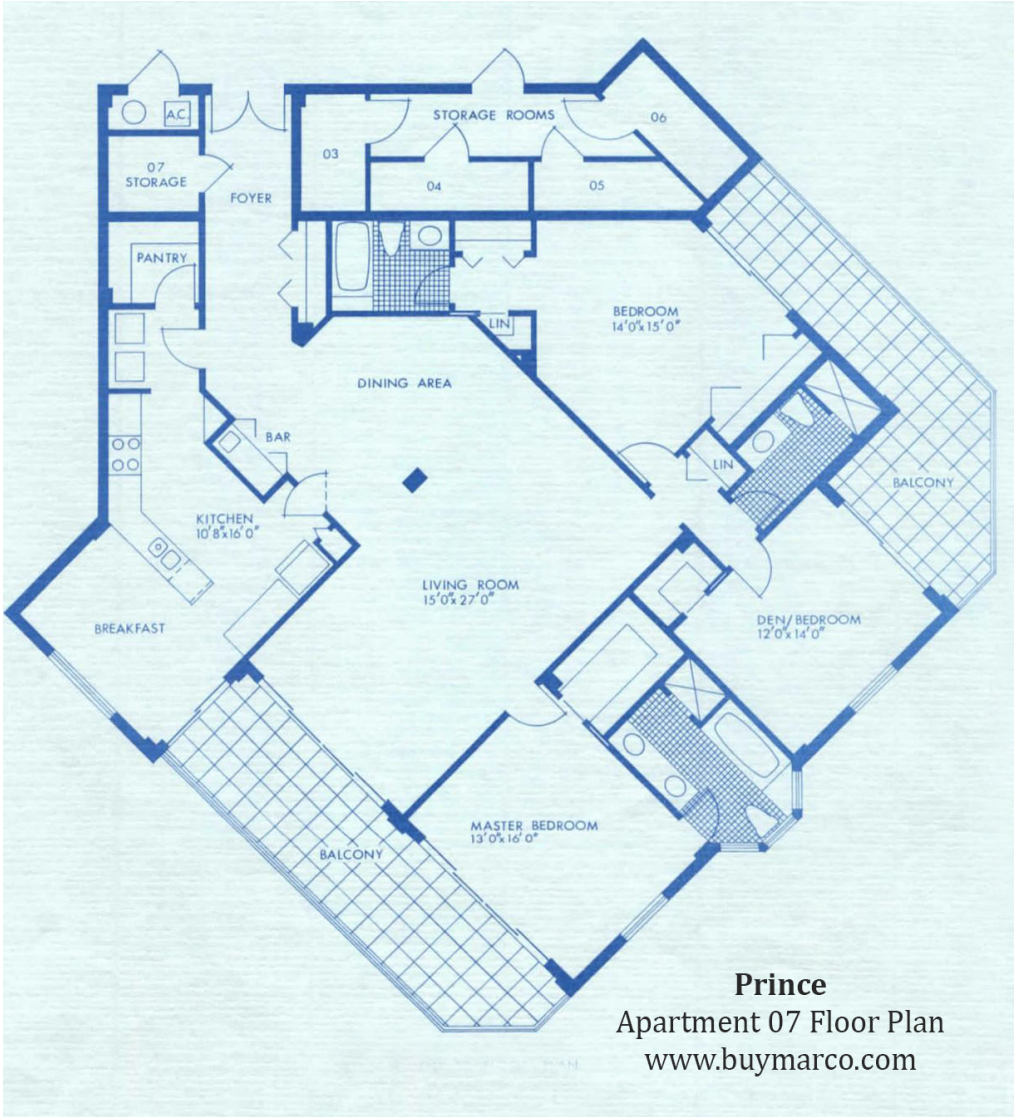 A.C.
STORAGE ROOMS
06
03
07
STORAGE
04
05
FOYER
PANTRY
LIN
BEDROOM
14'0"x15'0"
DINING AREA
BAR
LIN
BALCONY
KITCHEN
10'8"x16'0"
LIVING ROOM
15'0"x27'0"
BREAKFAST
DEN/BEDROOM
12'0"x14'0"
MASTER BEDROOM
13'0"x16'0"
BALCONY
Prince
Apartment 07 Floor Plan
www.buymarco.com